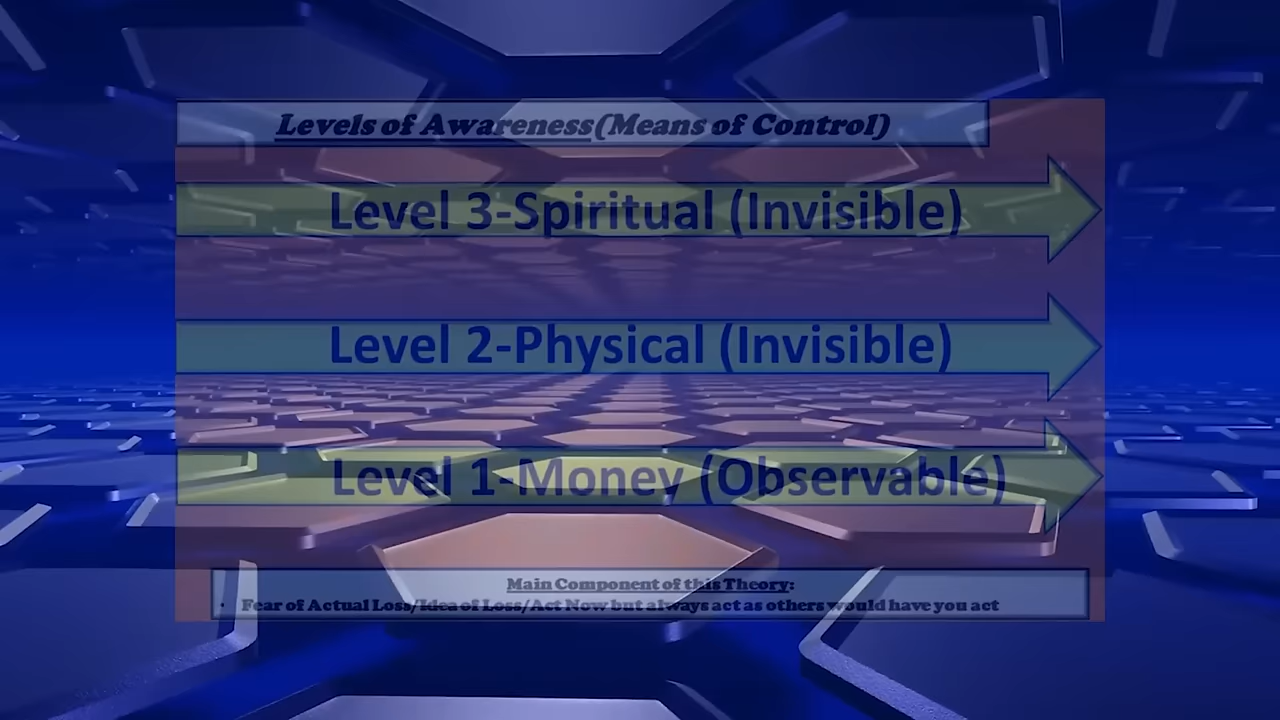 Levels of Awareness(Means of Control)
Level 3-Spiritual (Invisible)
Level 2-Physical (Invisible)
Level 1-Money (Observable)
Main Component of this Theory:
• Fear of Actual Loss/Idea of Loss/Act Now but always act as others would have you act